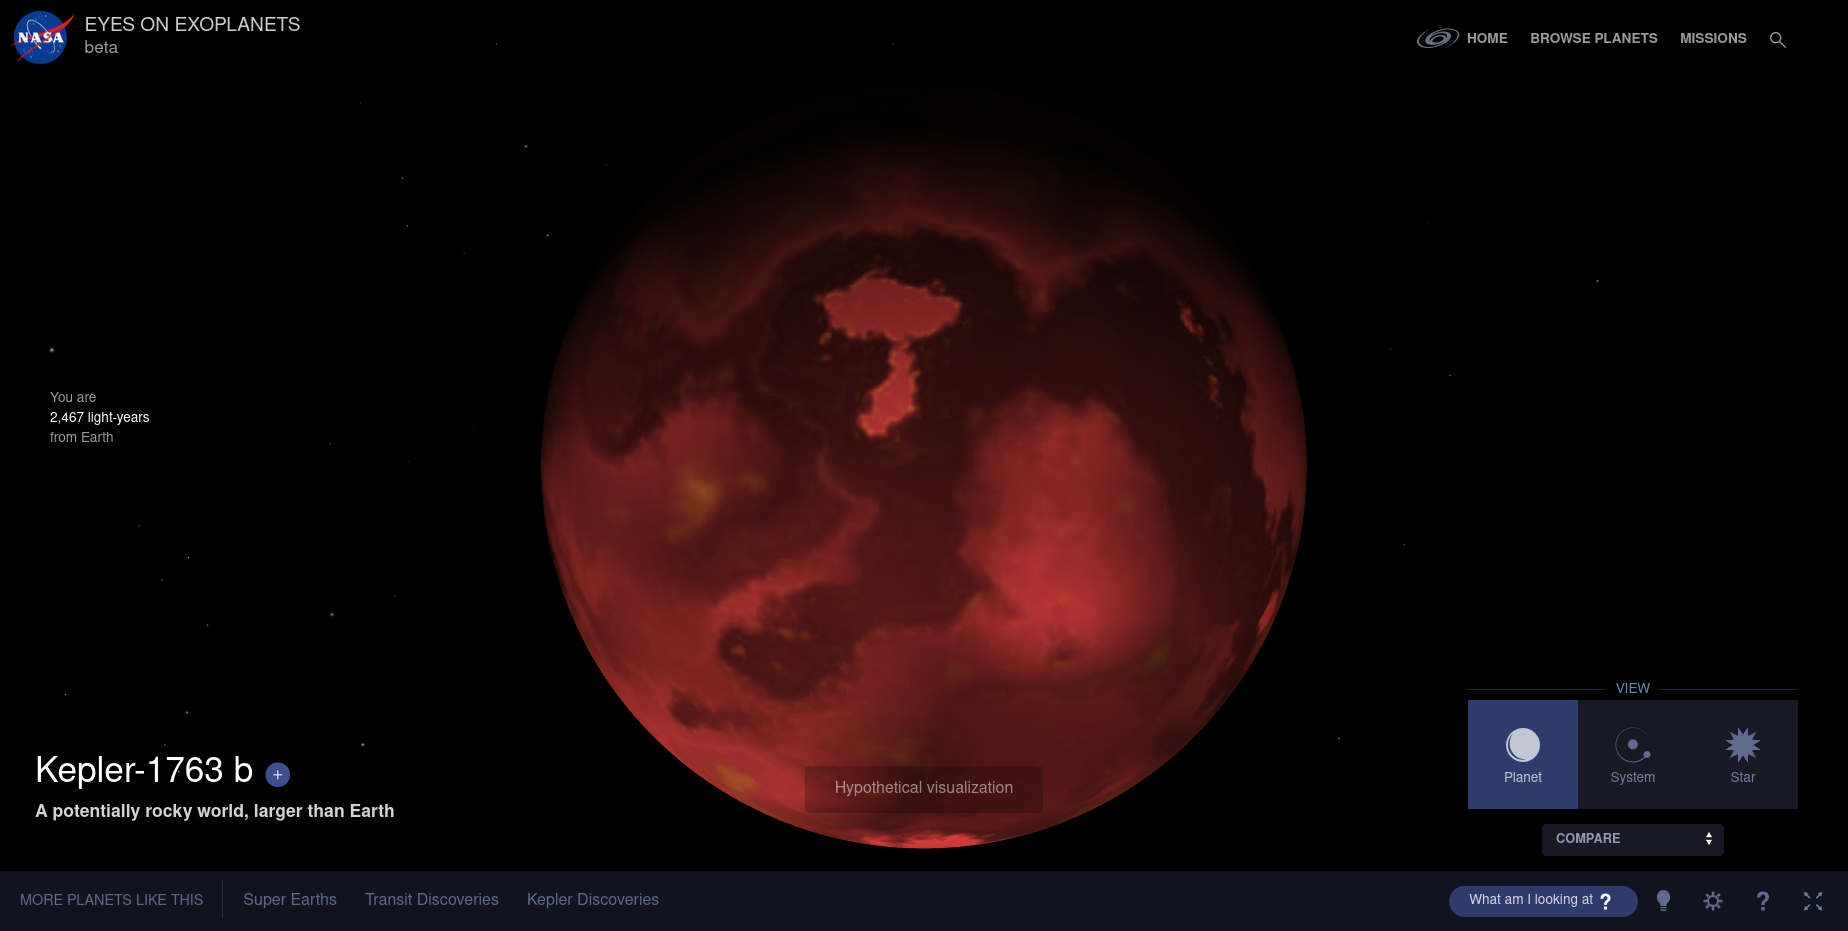 NASA
EYES ON EXOPLANETS
beta
HOME
BROWSE PLANETS
MISSIONS
You are
2,467 light-years
from Earth
Kepler-1763 b +
A potentially rocky world, larger than Earth
Hypothetical visualization
VIEW
Planet
System
Star
COMPARE
MORE PLANETS LIKE THIS
Super Earths
Transit Discoveries
Kepler Discoveries
What am I looking at ?
?